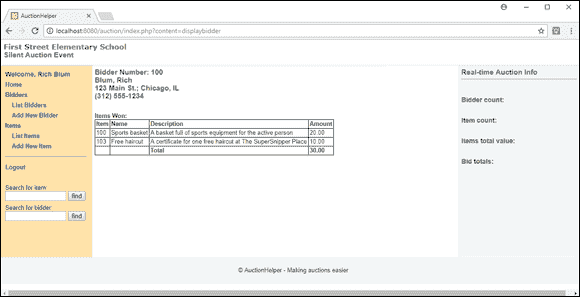 AuctionHelper
localhost:8080/auction/index.php?content=displaybidder
First Street Elementary School
Silent Auction Event
Welcome, Rich Blum
Home
Bidders
List Bidders
Add New Bidder
Items
List Items
Add New Item
Logout
Search for item
find
Search for bidder
find
Bidder Number: 100
Blum, Rich
123 Main St.; Chicago, IL
(312) 555-1234
Items Won:
Item Name Description Amount
100 Sports basket A basket full of sports equipment for the active person 20.00
103 Free haircut A certificate for one free haircut at The SuperSnipper Place 10.00
Total 30.00
Real-time Auction Info
Bidder count:
Item count:
Items total value:
Bid totals:
© AuctionHelper - Making auctions easier